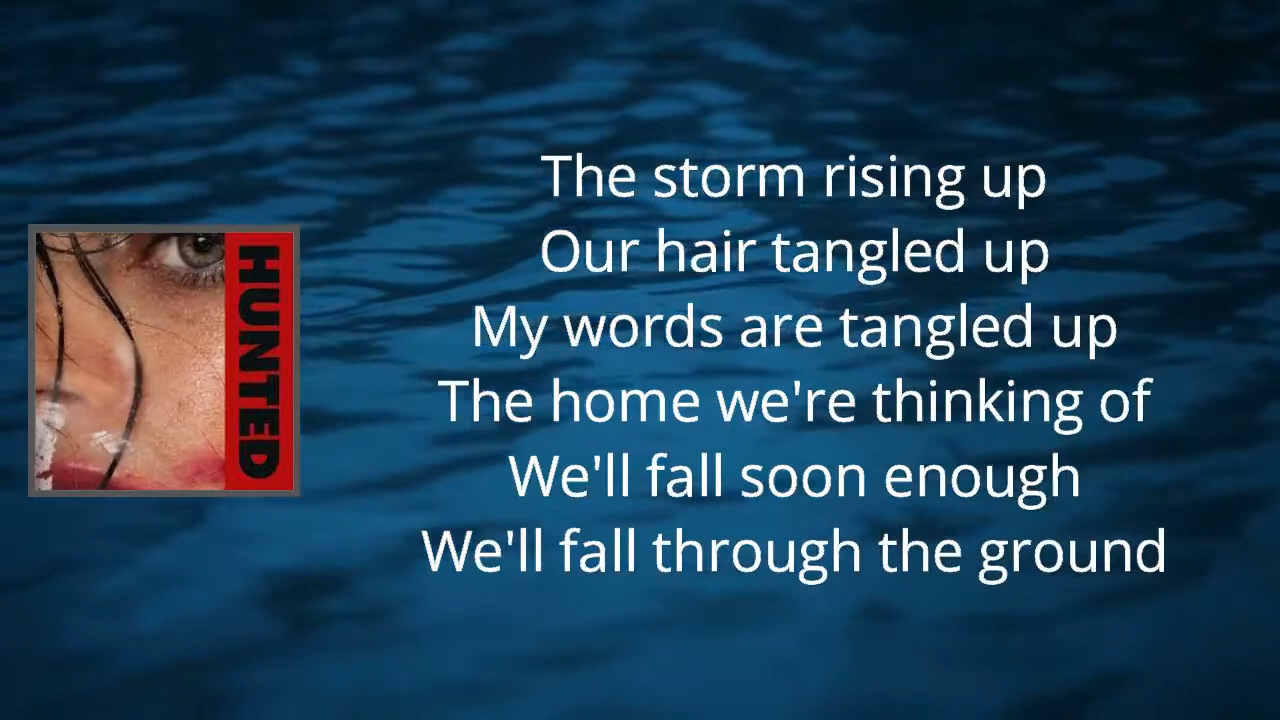 HUNTED
The storm rising up
Our hair tangled up
My words are tangled up
The home we're thinking of
We'll fall soon enough
We'll fall through the ground